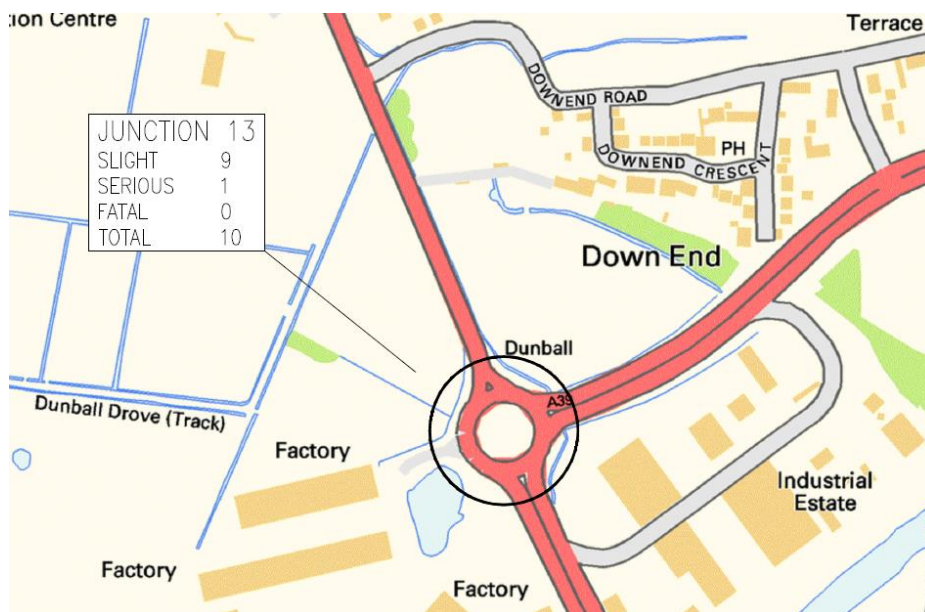 tion Centre
Terrace
DOWNEND ROAD
JUNCTION 13
SLIGHT 9
SERIOUS 1
FATAL 0
TOTAL 10
PH
DOWNEND CRESCENT
Down End
Dunball
A39
Dunball Drove (Track)
Factory
Industrial
Estate
Factory
Factory